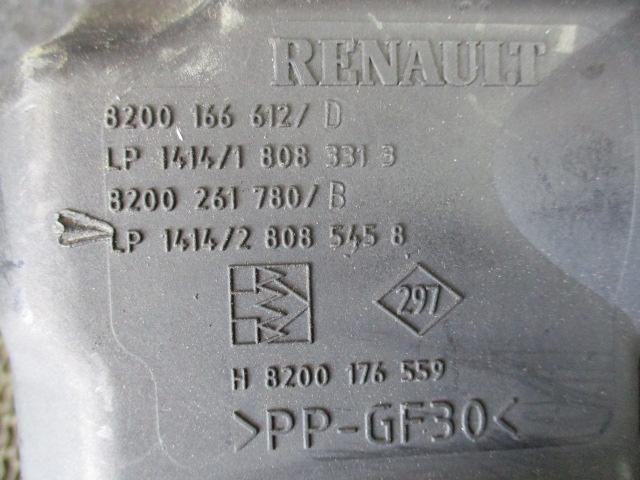 RENAULT
8200 166 612/ D
LP 1414/1 808 331 3
8200 261 780/ B
LP 1414/2 808 545 8
297
H 8200 176 559
>PP-GF30<